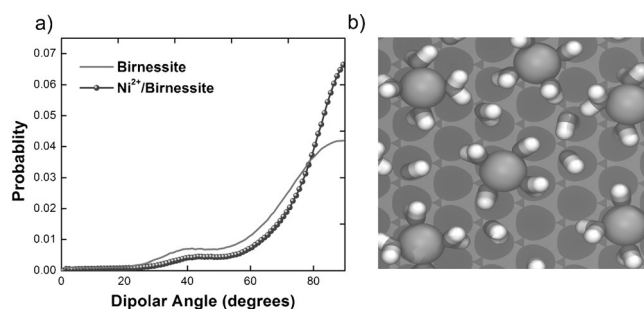 a)
b)
0.07
0.06
0.05
0.04
0.03
0.02
0.01
0.00
Probablity
Birnessite
Ni²⁺/Birnessite
0 20 40 60 80
Dipolar Angle (degrees)